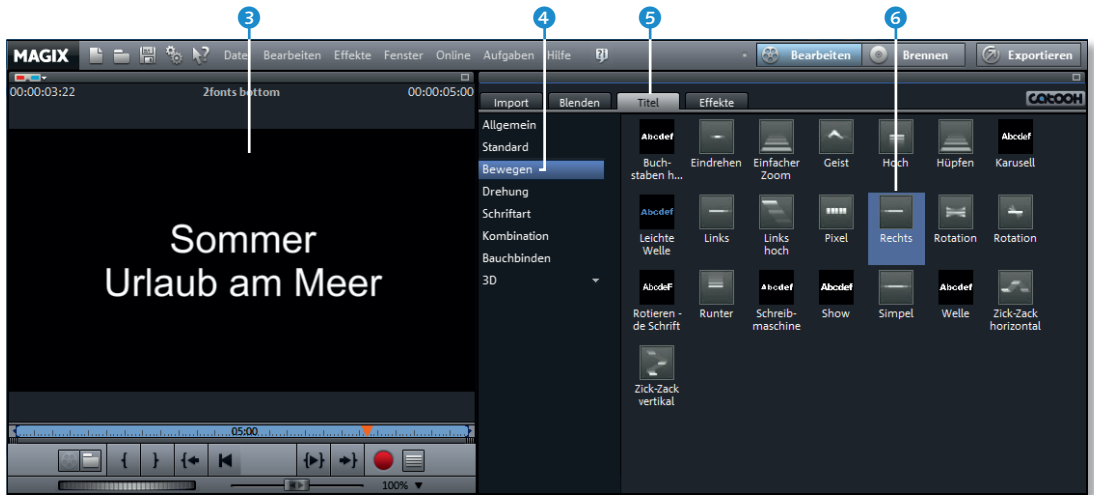 3 4 5 6
MAGIX Datei Bearbeiten Effekte Fenster Online Aufgaben Hilfe Bearbeiten Brennen Exportieren
00:00:03:22 2fonts bottom 00:00:05:00
Import Blenden Titel Effekte CATOOH
Allgemein
Standard
Bewegen
Drehung
Schriftart
Kombination
Bauchbinden
3D
Abcdef Abcdef
Buch- Eindrehen Einfacher Geist Hoch Hüpfen Karusell
staben h... Zoom
Abcdef
Leichte Links Links Pixel Rechts Rotation Rotation
Welle hoch
AbcdeF Abcdef Abcdef Abcdef
Rotieren - Runter Schreib- Show Simpel Welle Zick-Zack
de Schrift maschine horizontal
Zick-Zack
vertikal
Sommer
Urlaub am Meer
05:00
100%